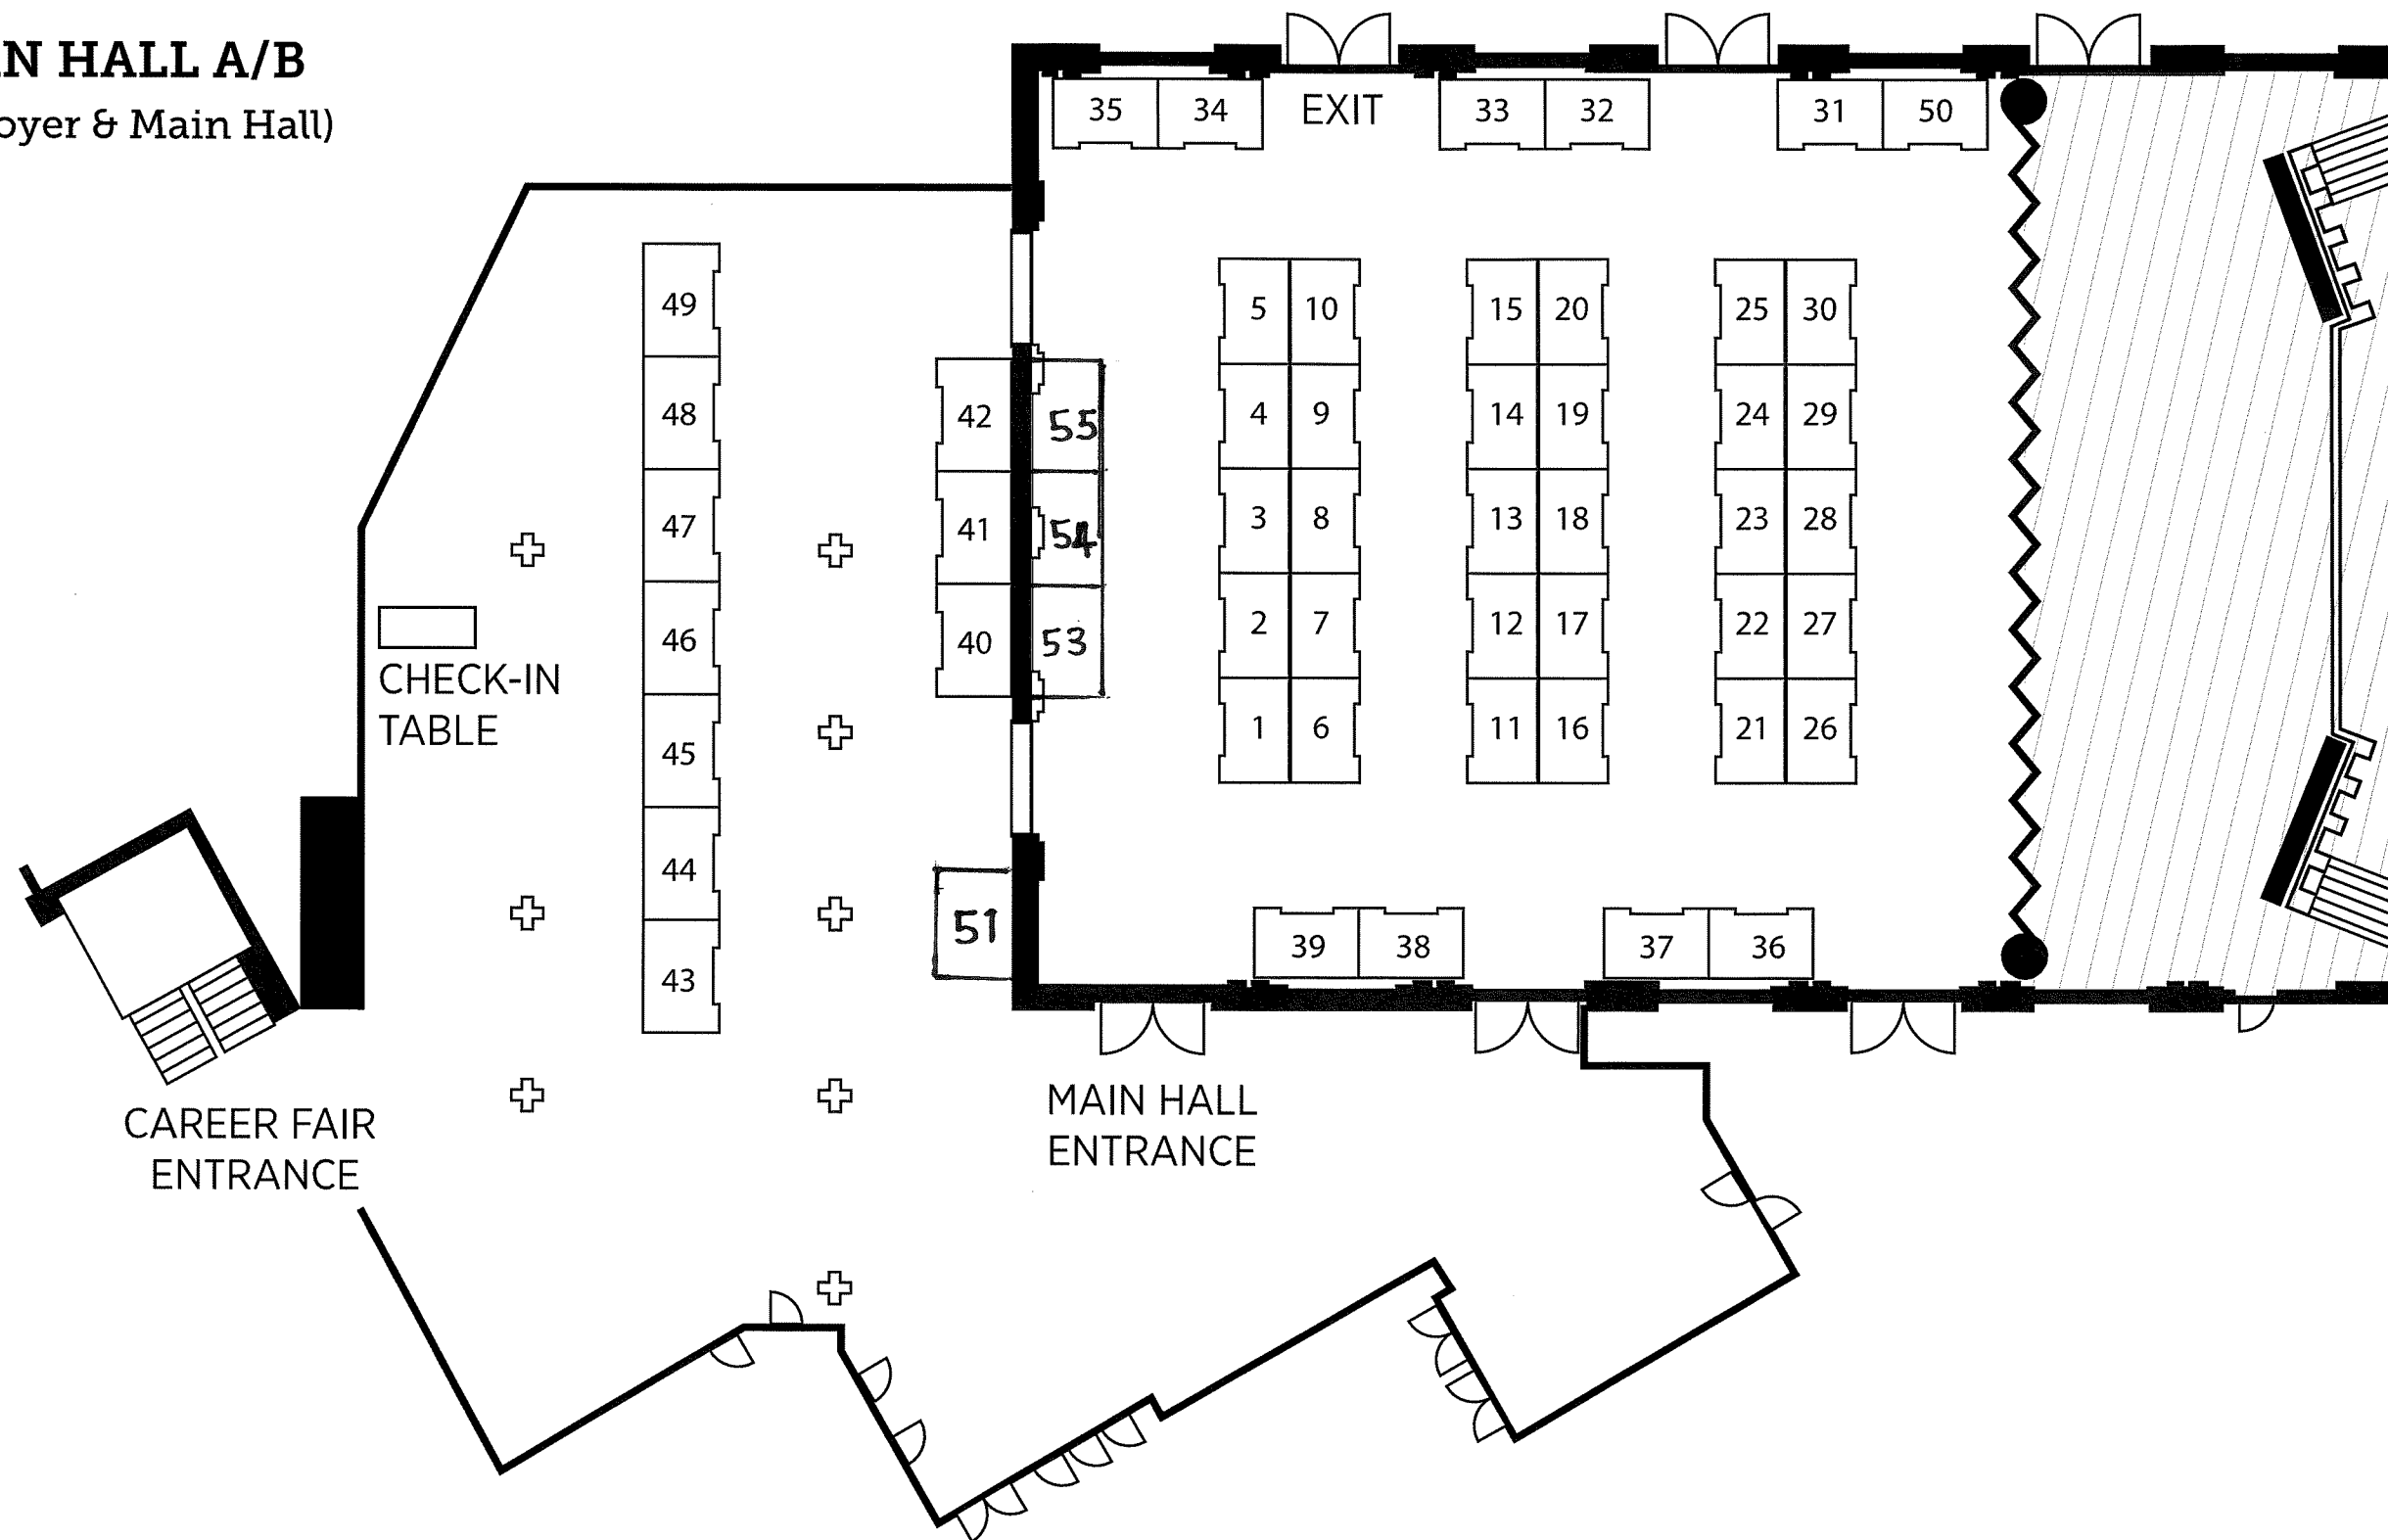 N HALL A/B
oyer & Main Hall)
35 34 EXIT 33 32 31 50
49
48
47
46
45
44
43
42
41
40
55
54
53
51
5 10
4 9
3 8
2 7
1 6
15 20
14 19
13 18
12 17
11 16
25 30
24 29
23 28
22 27
21 26
39 38 37 36
CHECK-IN
TABLE
CAREER FAIR
ENTRANCE
MAIN HALL
ENTRANCE